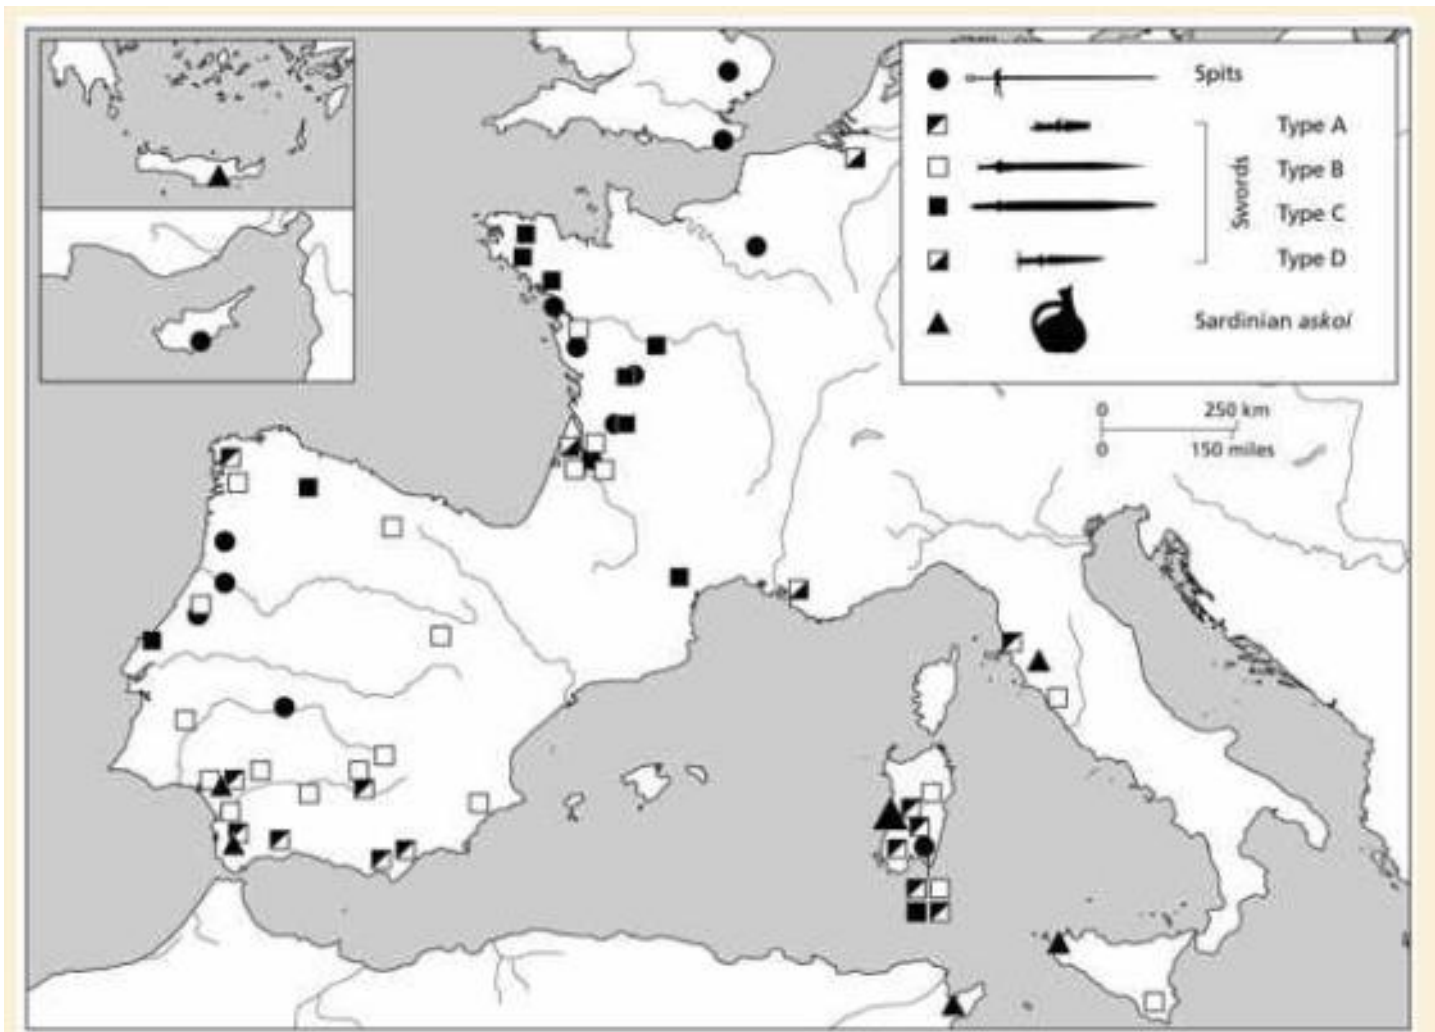 Spits
Type A
Type B
Type C
Type D
Swords
Sardinian askoi
0 250 km
0 150 miles